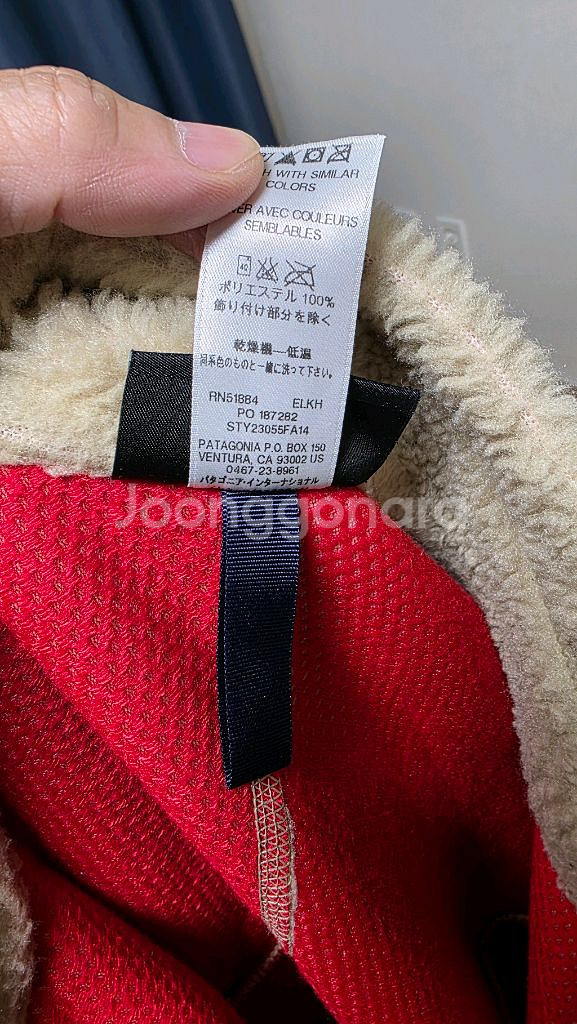 WITH SIMILAR
COLORS
AVEC COULEURS
SEMBLABLES
40
ポリエステル 100%
飾り付け部分を除く
乾燥機—低温
同系色のものと一緒に洗って下さい。
RN51884 ELKH
PO 187282
STY23055FA14
PATAGONIA P.O. BOX 150
VENTURA, CA 93002 US
0467-23-8961
パタゴニア・インターナショナル
Joonggonara